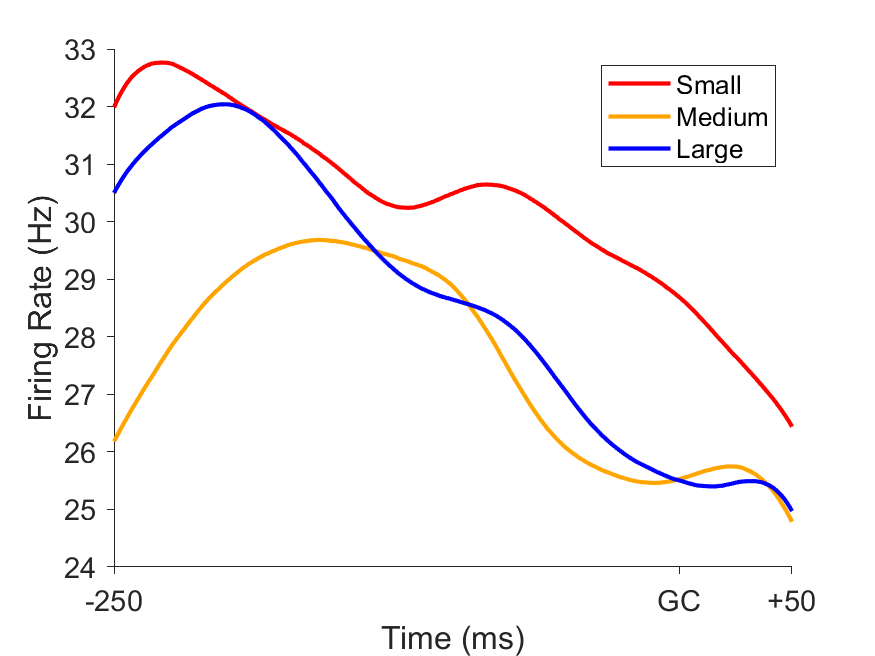 33
32
31
30
29
28
27
26
25
24
Firing Rate (Hz)
Small
Medium
Large
-250
GC
+50
Time (ms)